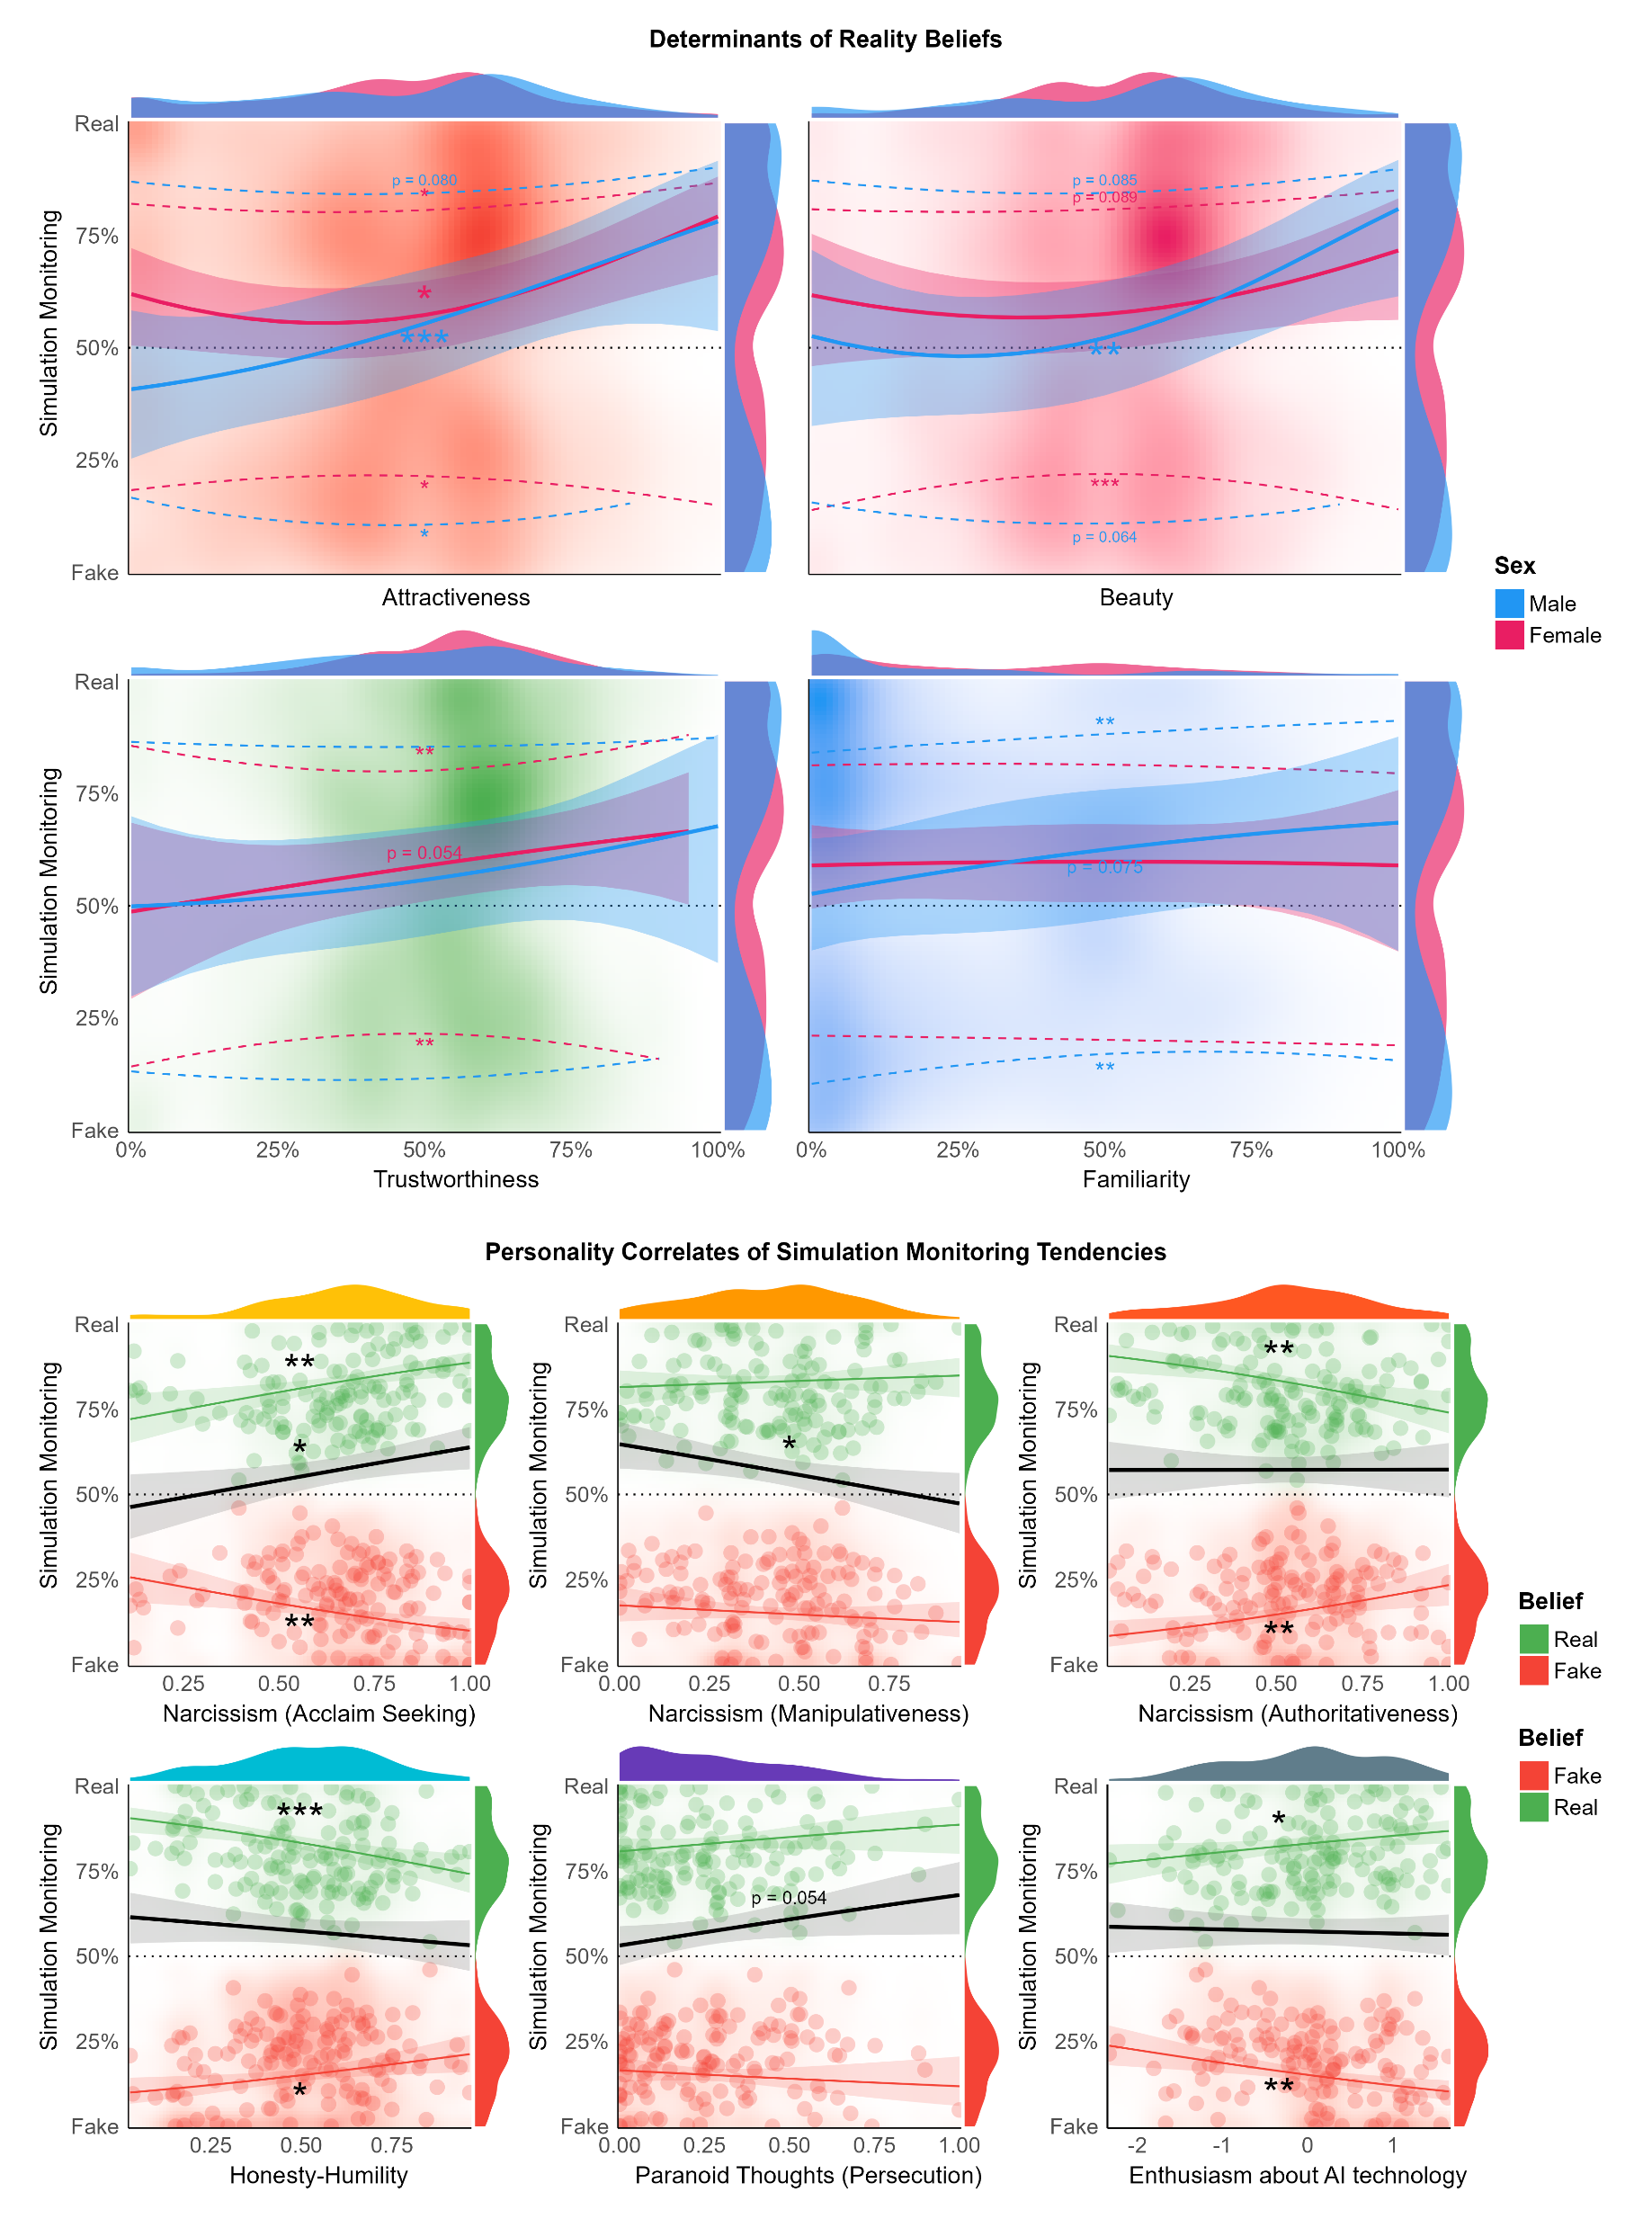 Determinants of Reality Beliefs
Real
75%
50%
25%
Fake
Simulation Monitoring
p = 0.080
*
*
***
*
*
Attractiveness
Simulation Monitoring
p = 0.085
p = 0.089
**
***
p = 0.064
Beauty
Sex
Male
Female
Real
75%
50%
25%
Fake
Simulation Monitoring
**
p = 0.054
**
0% 25% 50% 75% 100%
Trustworthiness
**
p = 0.075
**
0% 25% 50% 75% 100%
Familiarity
Personality Correlates of Simulation Monitoring Tendencies
Real
75%
50%
25%
Fake
Simulation Monitoring
**
*
**
0.25 0.50 0.75 1.00
Narcissism (Acclaim Seeking)
Real
75%
50%
25%
Fake
Simulation Monitoring
*
0.00 0.25 0.50 0.75
Narcissism (Manipulativeness)
Real
75%
50%
25%
Fake
Simulation Monitoring
**
**
0.25 0.50 0.75 1.00
Narcissism (Authoritativeness)
Belief
Real
Fake
Belief
Fake
Real
Real
75%
50%
25%
Fake
Simulation Monitoring
***
*
0.25 0.50 0.75
Honesty-Humility
Real
75%
50%
25%
Fake
Simulation Monitoring
p = 0.054
0.00 0.25 0.50 0.75 1.00
Paranoid Thoughts (Persecution)
Real
75%
50%
25%
Fake
Simulation Monitoring
*
**
-2 -1 0 1
Enthusiasm about AI technology